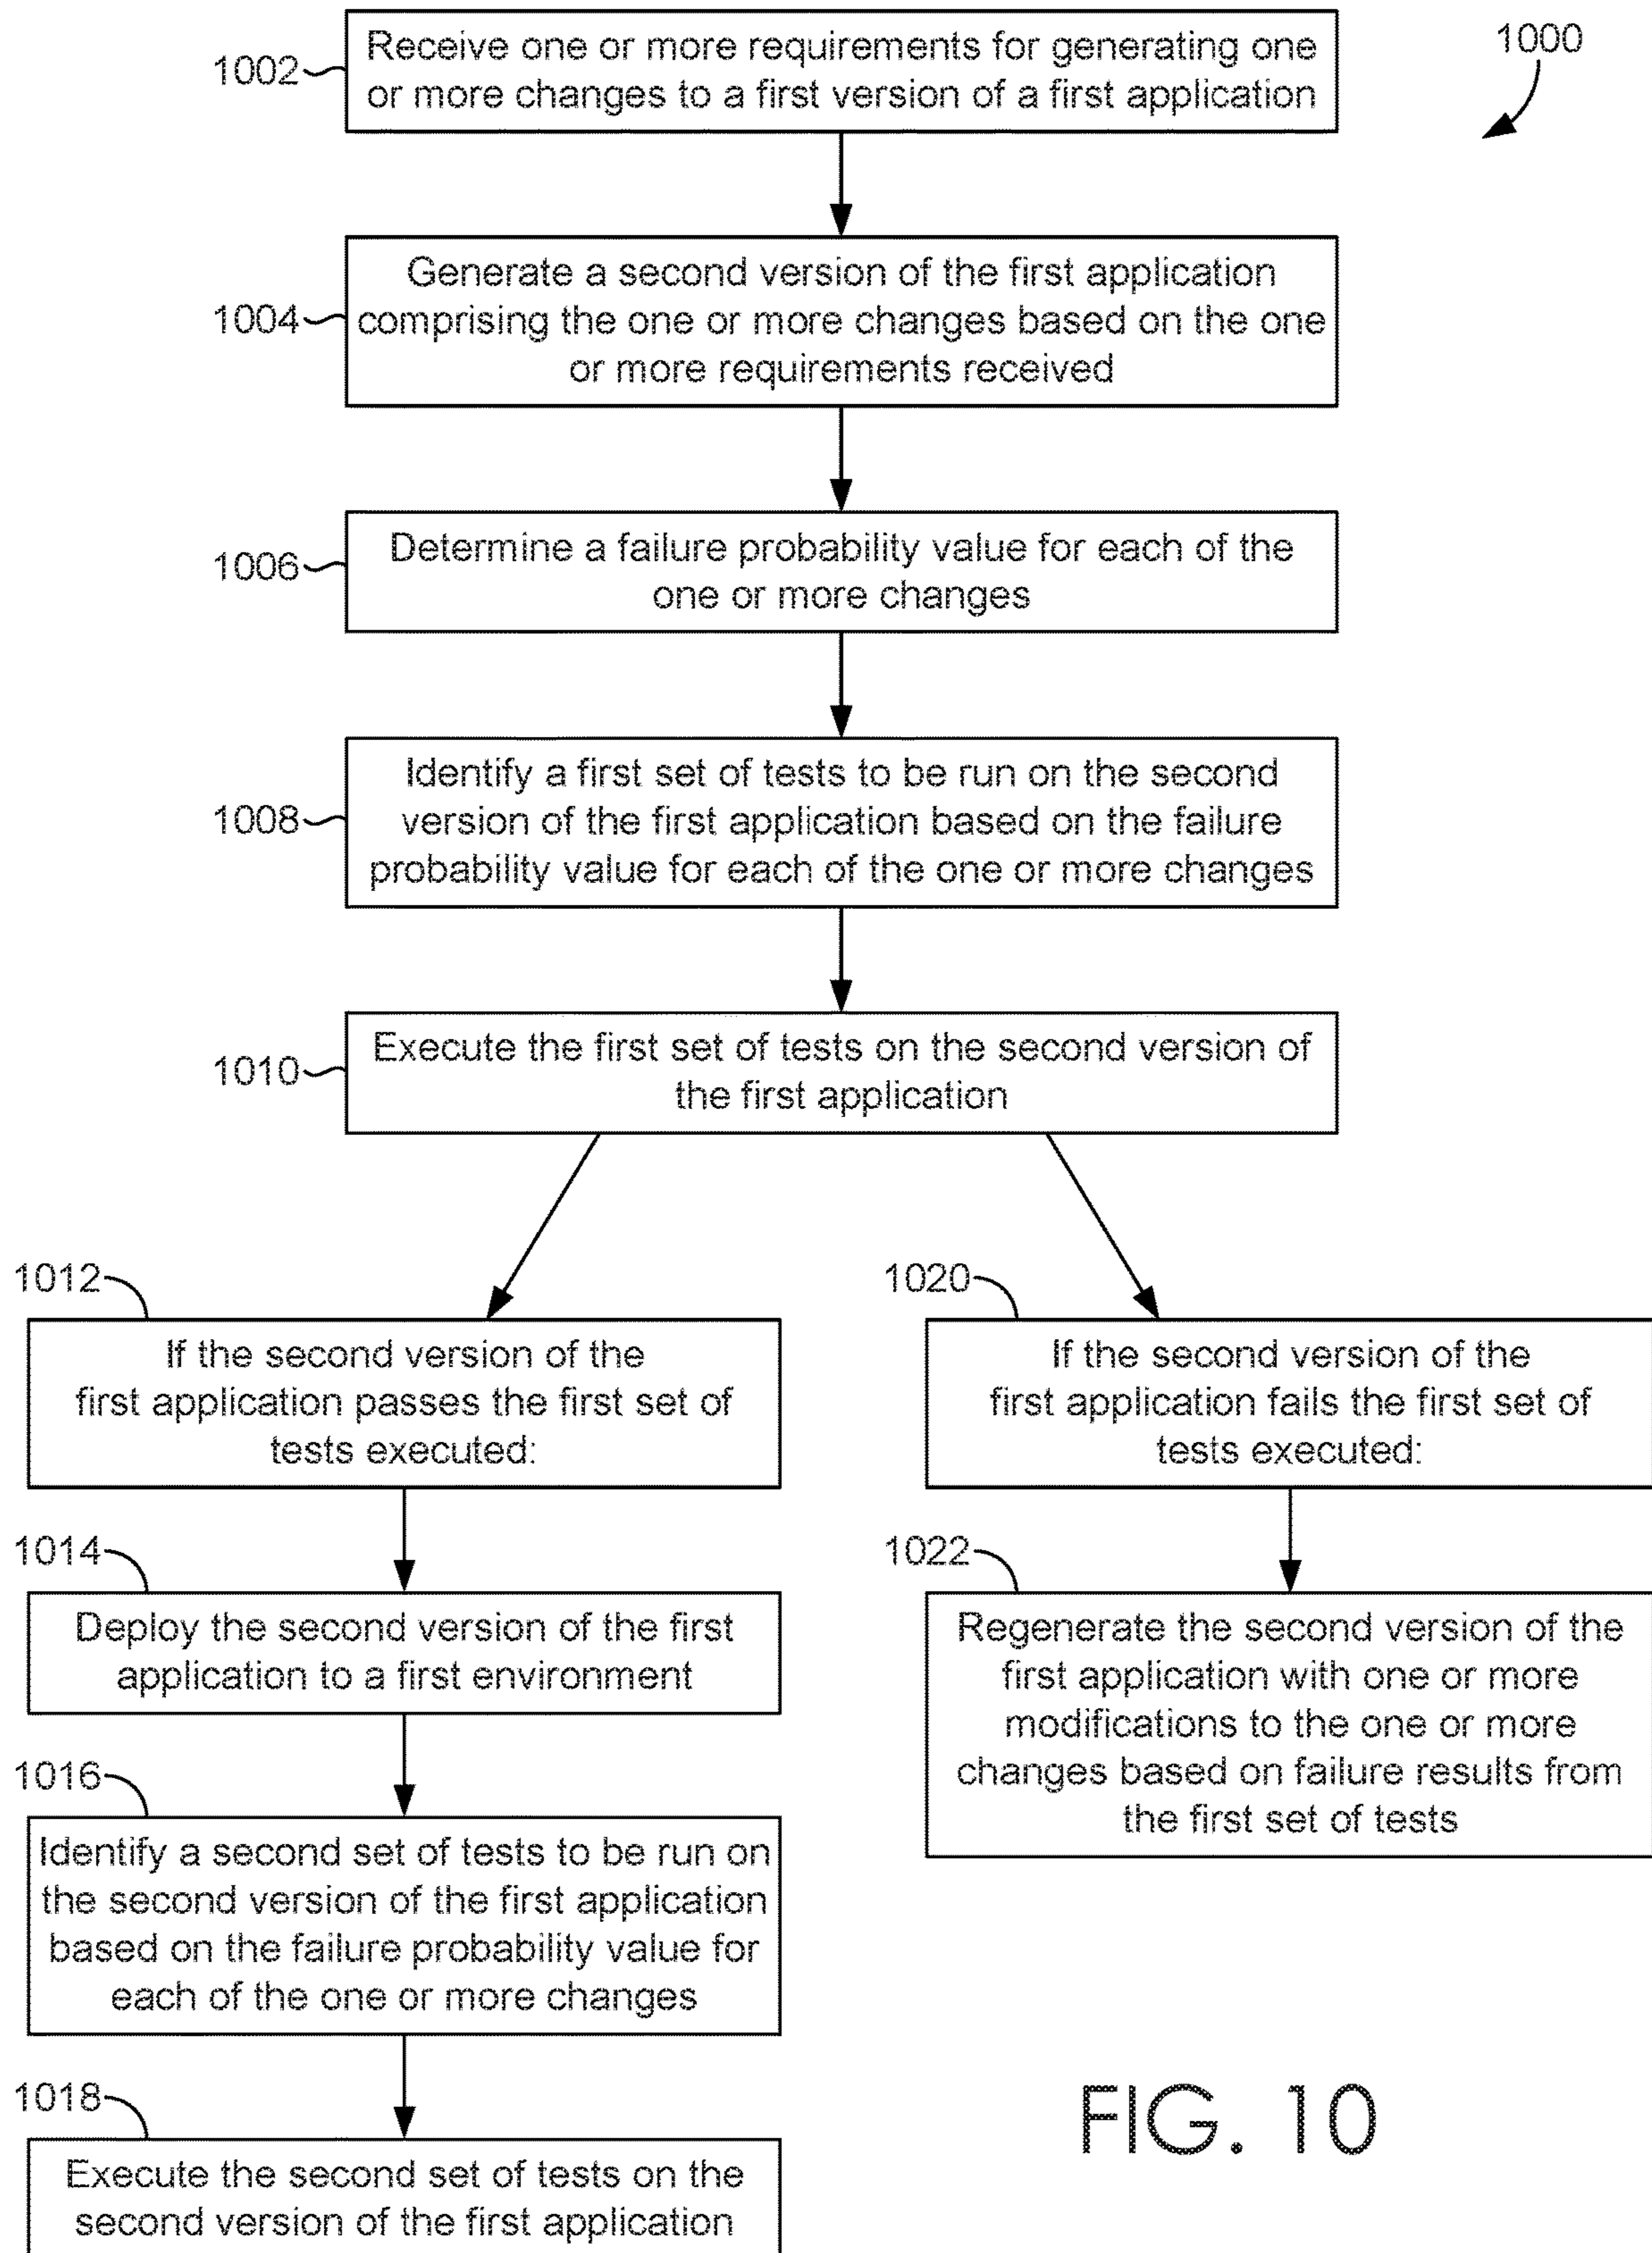 1000
1002
Receive one or more requirements for generating one
or more changes to a first version of a first application
1004
Generate a second version of the first application
comprising the one or more changes based on the one
or more requirements received
1006
Determine a failure probability value for each of the
one or more changes
1008
Identify a first set of tests to be run on the second
version of the first application based on the failure
probability value for each of the one or more changes
1010
Execute the first set of tests on the second version of
the first application
1012
If the second version of the
first application passes the first set of
tests executed:
1014
Deploy the second version of the first
application to a first environment
1016
Identify a second set of tests to be run on
the second version of the first application
based on the failure probability value for
each of the one or more changes
1018
Execute the second set of tests on the
second version of the first application
1020
If the second version of the
first application fails the first set of
tests executed:
1022
Regenerate the second version of the
first application with one or more
modifications to the one or more
changes based on failure results from
the first set of tests
FIG. 10